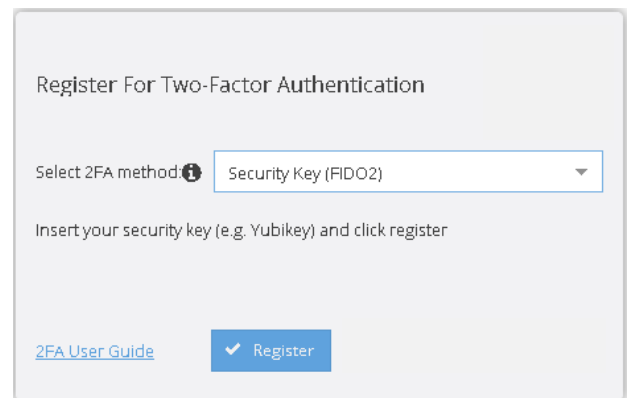 Register For Two-Factor Authentication
Select 2FA method: Security Key (FIDO2)
Insert your security key (e.g. Yubikey) and click register
2FA User Guide Register